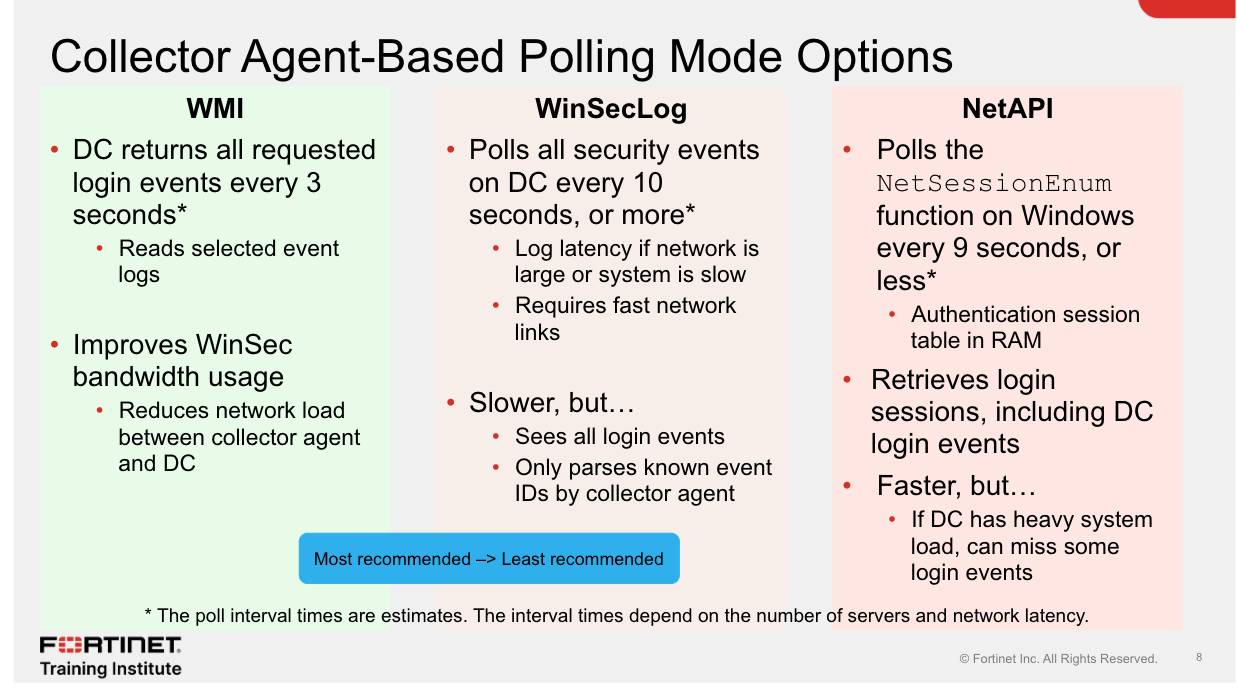 Collector Agent-Based Polling Mode Options
WMI
• DC returns all requested
login events every 3
seconds*
• Reads selected event
logs
• Improves WinSec
bandwidth usage
• Reduces network load
between collector agent
and DC
WinSecLog
• Polls all security events
on DC every 10
seconds, or more*
• Log latency if network is
large or system is slow
• Requires fast network
links
• Slower, but…
• Sees all login events
• Only parses known event
IDs by collector agent
NetAPI
• Polls the
NetSessionEnum
function on Windows
every 9 seconds, or
less*
• Authentication session
table in RAM
• Retrieves login
sessions, including DC
login events
• Faster, but…
• If DC has heavy system
load, can miss some
login events
Most recommended –> Least recommended
* The poll interval times are estimates. The interval times depend on the number of servers and network latency.
FORTINET
Training Institute
© Fortinet Inc. All Rights Reserved.
8